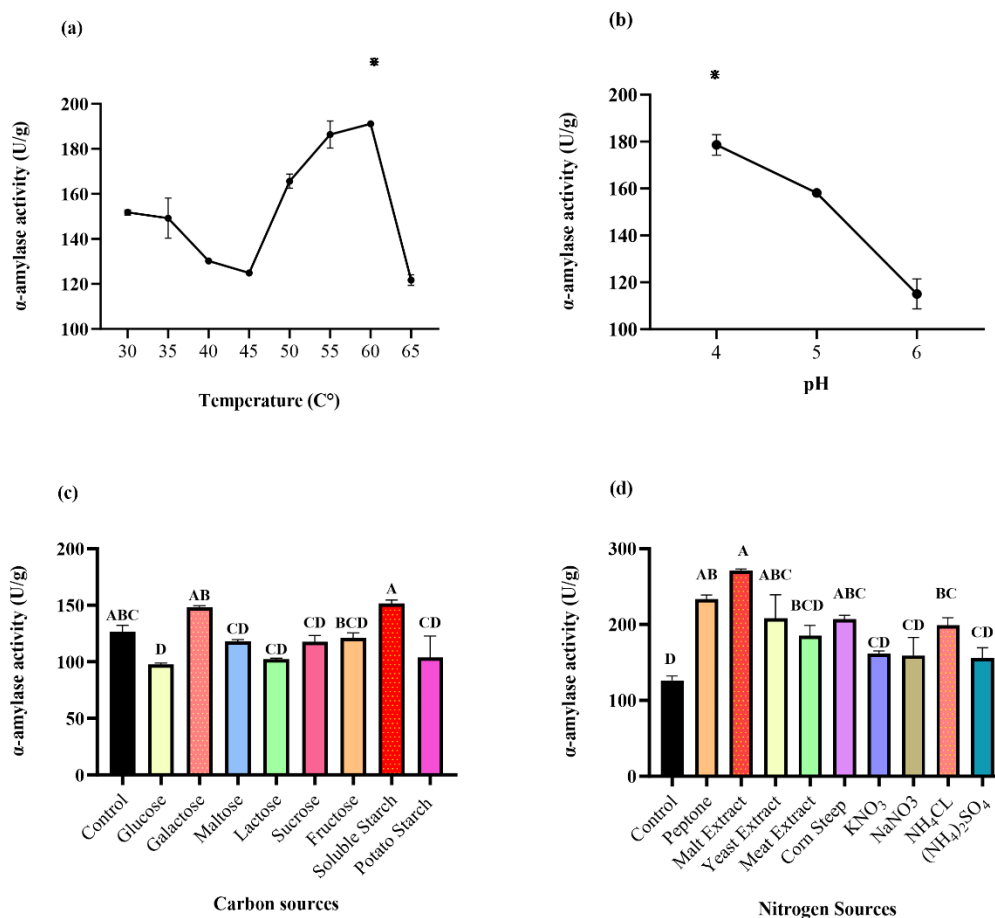 (a)
⁕
α-amylase activity (U/g)
200
180
160
140
120
100
30 35 40 45 50 55 60 65
Temperature (C°)
(b)
⁕
α-amylase activity (U/g)
200
180
160
140
120
100
4 5 6
pH
(c)
α-amylase activity (U/g)
200
150
100
50
0
ABC D AB CD CD CD BCD A CD
Control
Glucose
Galactose
Maltose
Lactose
Sucrose
Fructose
Soluble Starch
Potato Starch
Carbon sources
(d)
α-amylase activity (U/g)
300
200
100
0
D AB A ABC BCD ABC CD CD BC CD
Control
Peptone
Malt Extract
Yeast Extract
Meat Extract
Corn Steep
KNO₃
NaNO3
NH₄CL
(NH₄)₂SO₄
Nitrogen Sources